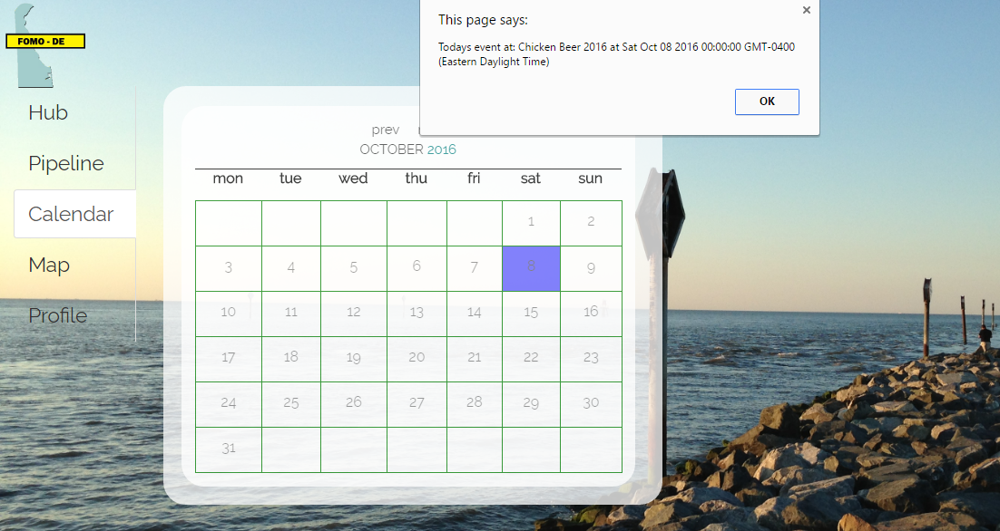 FOMO - DE
This page says:
Todays event at: Chicken Beer 2016 at Sat Oct 08 2016 00:00:00 GMT-0400
(Eastern Daylight Time)
OK
Hub
Pipeline
Calendar
Map
Profile
prev
OCTOBER 2016
mon tue wed thu fri sat sun
1 2
3 4 5 6 7 8 9
10 11 12 13 14 15 16
17 18 19 20 21 22 23
24 25 26 27 28 29 30
31